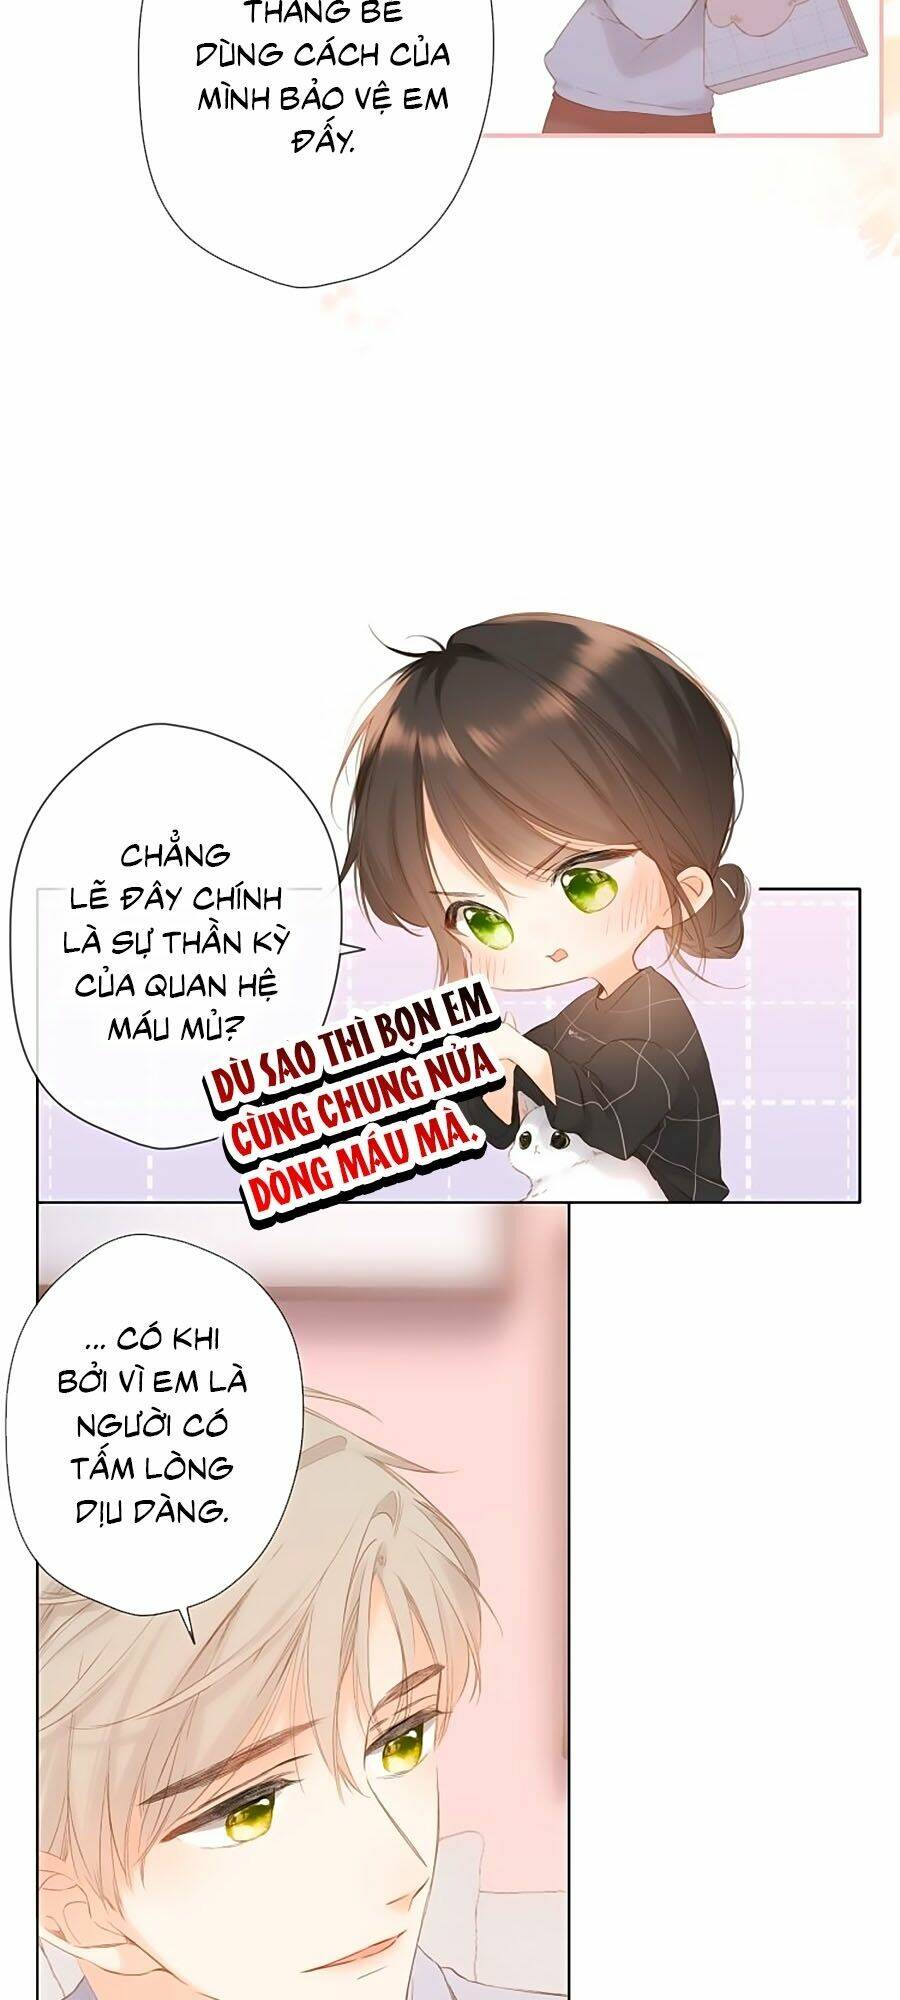 THẰNG BÉ
DÙNG CÁCH CỦA
MÌNH BẢO VỆ EM
ĐẤY.
CHẲNG
LẼ ĐÂY CHÍNH
LÀ SỰ THẦN KỲ
CỦA QUAN HỆ
MÁU MỦ?
DÙ SAO THÌ BỌN EM
CÙNG CHUNG NỬA
DÒNG MÁU MÀ.
... CÓ KHI
BỞI VÌ EM LÀ
NGƯỜI CÓ
TẤM LÒNG
DỊU DÀNG.